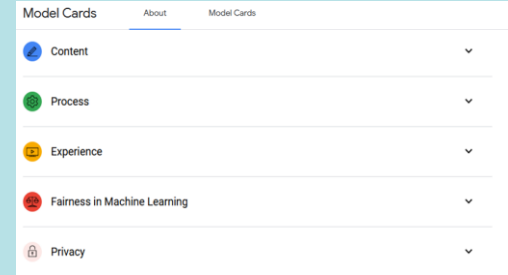 Model Cards About Model Cards
Content
Process
Experience
Fairness in Machine Learning
Privacy